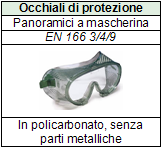 Occhiali di protezione
Panoramici a mascherina
EN 166 3/4/9
In policarbonato, senza
parti metalliche